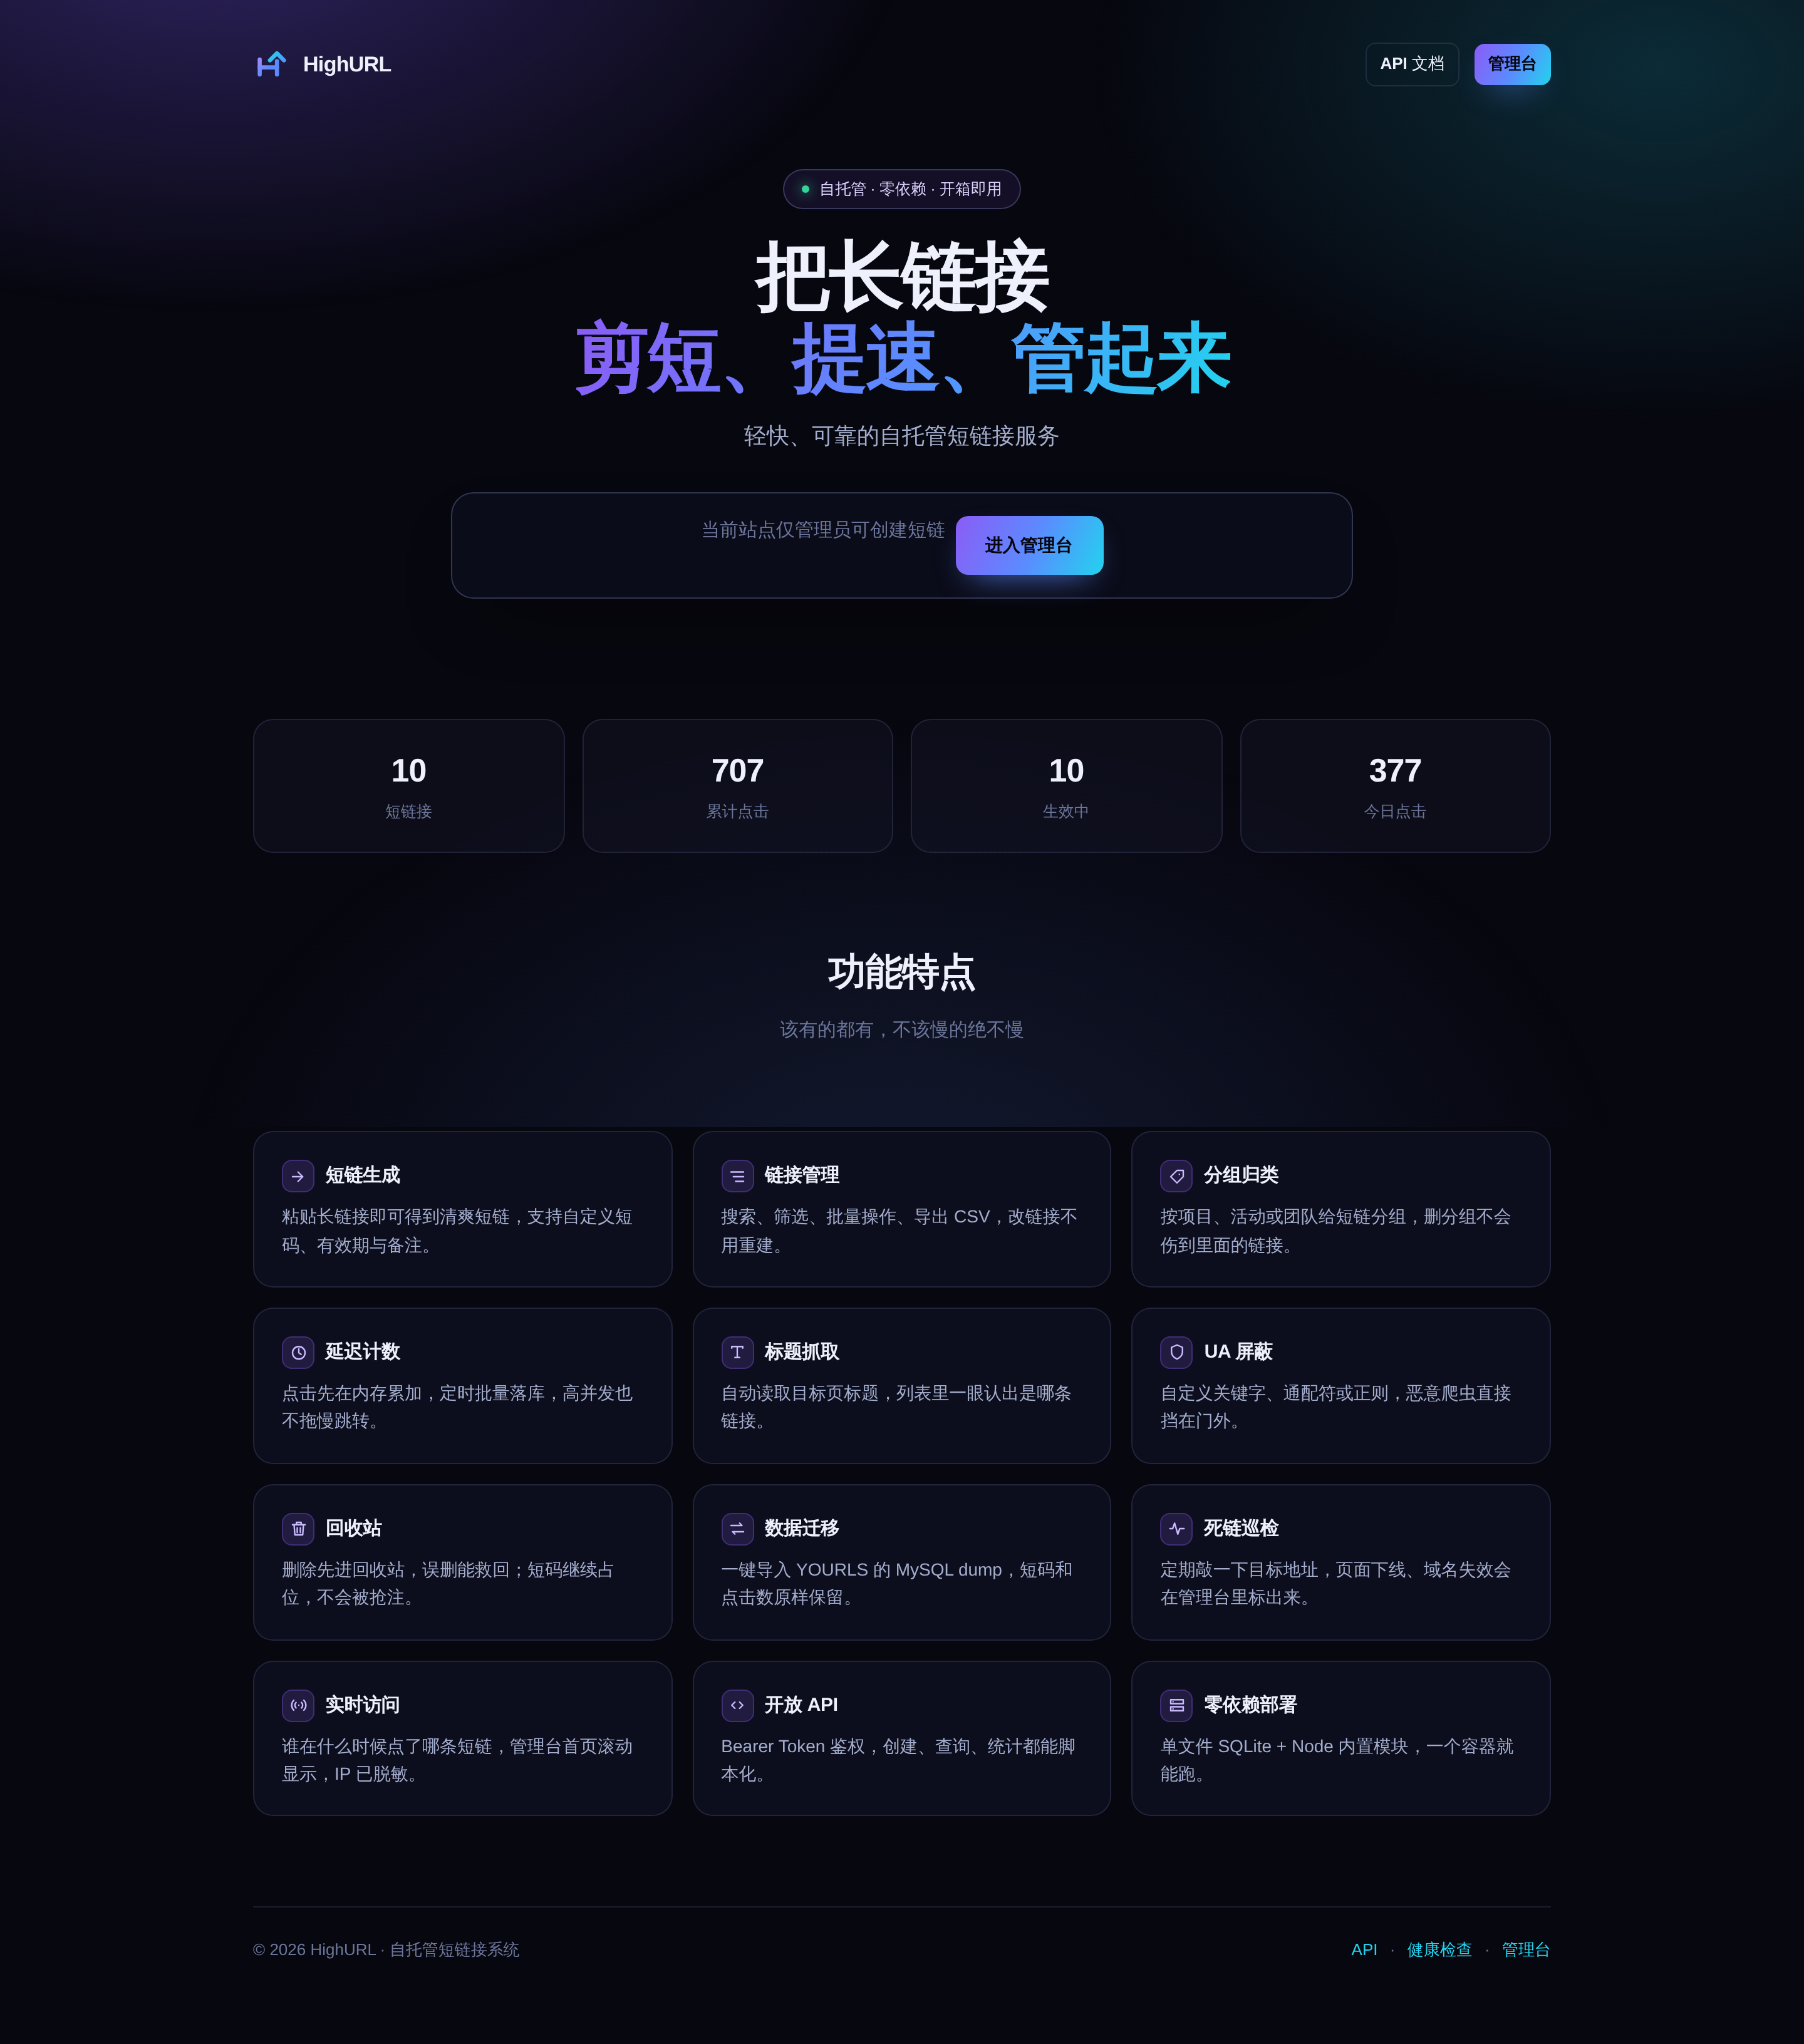 HighURL
API 文档
管理台
自托管 · 零依赖 · 开箱即用
把长链接
剪短、提速、管起来
轻快、可靠的自托管短链接服务
当前站点仅管理员可创建短链
进入管理台
10
短链接
707
累计点击
10
生效中
377
今日点击
功能特点
该有的都有，不该慢的绝不慢
短链生成
粘贴长链接即可得到清爽短链，支持自定义短
码、有效期与备注。
链接管理
搜索、筛选、批量操作、导出 CSV，改链接不
用重建。
分组归类
按项目、活动或团队给短链分组，删分组不会
伤到里面的链接。
延迟计数
点击先在内存累加，定时批量落库，高并发也
不拖慢跳转。
标题抓取
自动读取目标页标题，列表里一眼认出是哪条
链接。
UA 屏蔽
自定义关键字、通配符或正则，恶意爬虫直接
挡在门外。
回收站
删除先进回收站，误删能救回；短码继续占
位，不会被抢注。
数据迁移
一键导入 YOURLS 的 MySQL dump，短码和
点击数原样保留。
死链巡检
定期敲一下目标地址，页面下线、域名失效会
在管理台里标出来。
实时访问
谁在什么时候点了哪条短链，管理台首页滚动
显示，IP 已脱敏。
开放 API
Bearer Token 鉴权，创建、查询、统计都能脚
本化。
零依赖部署
单文件 SQLite + Node 内置模块，一个容器就
能跑。
© 2026 HighURL · 自托管短链接系统
API · 健康检查 · 管理台